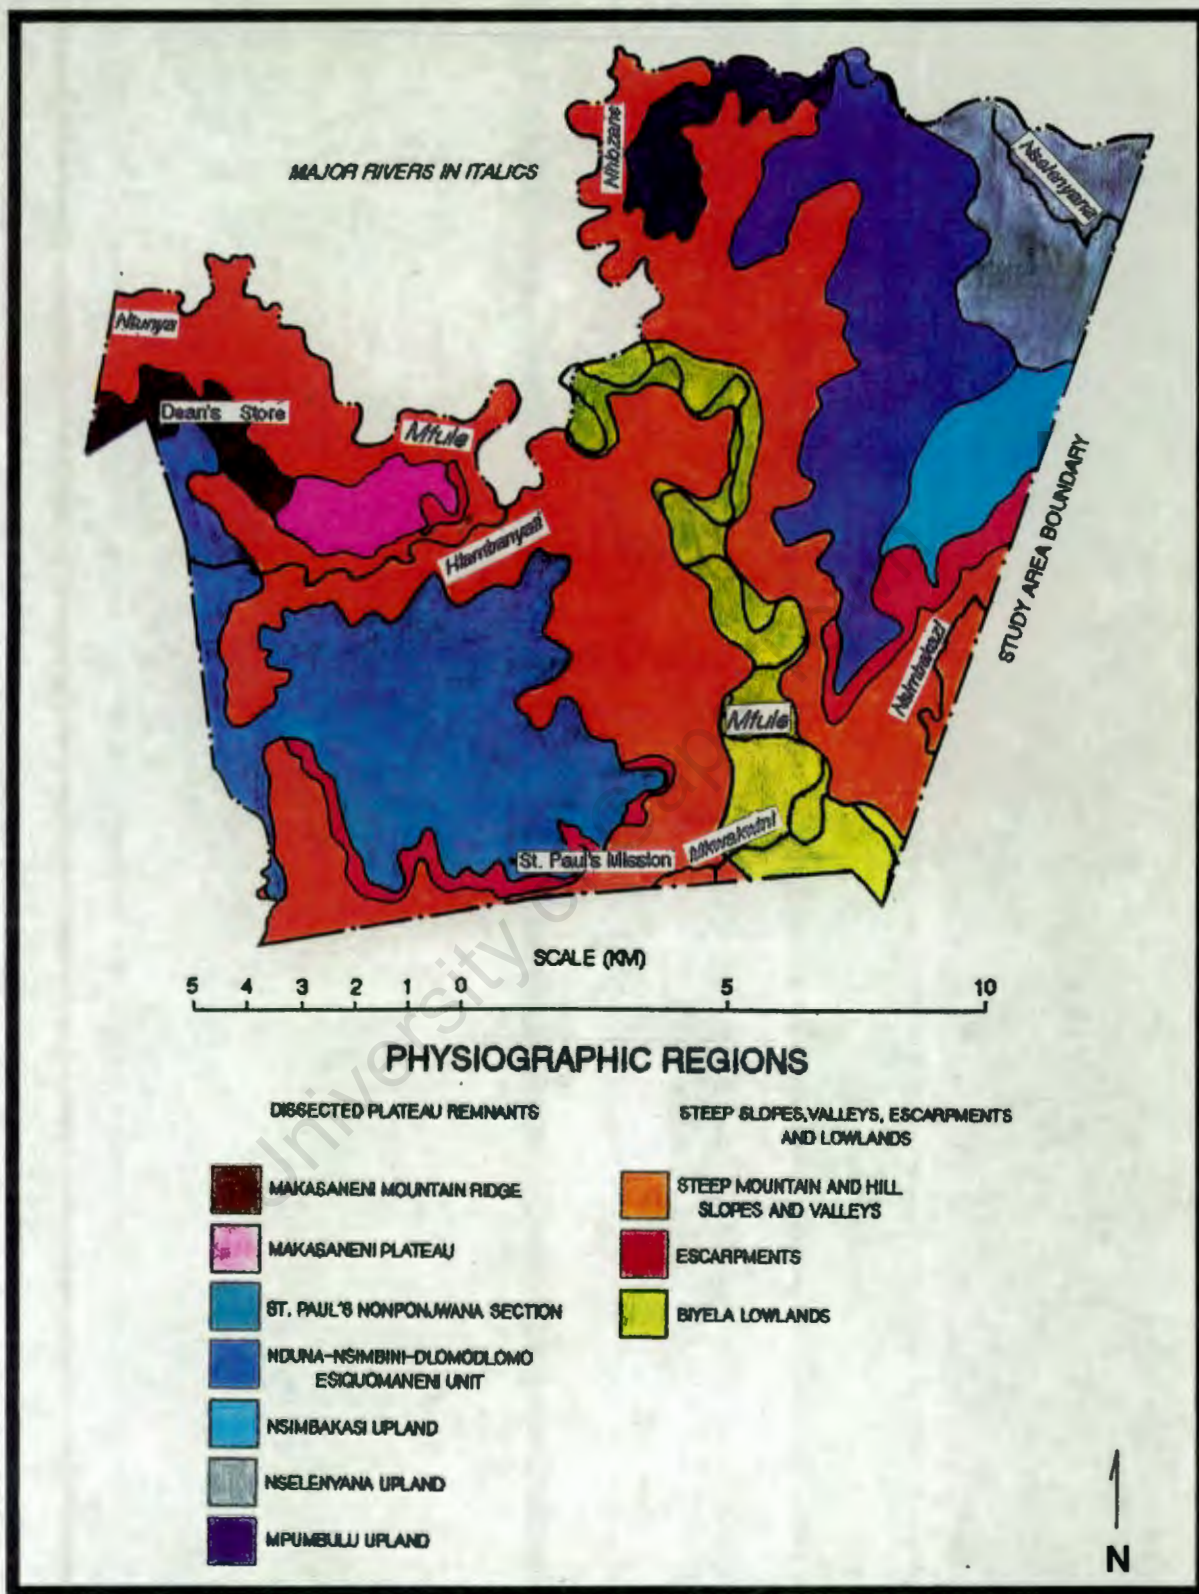 MAJOR RIVERS IN ITALICS
Nhlozane
Nselenyana
Ntunya
Dean's Store
Mfule
Hlambanyati
STUDY AREA BOUNDARY
Nsimbakazi
Mfule
Mkwakwini
St. Paul's Mission
SCALE (KM)
5 4 3 2 1 0 5 10
PHYSIOGRAPHIC REGIONS
DISSECTED PLATEAU REMNANTS
MAKASANENI MOUNTAIN RIDGE
MAKASANENI PLATEAU
ST. PAUL'S NONPONJWANA SECTION
NDUNA-NSIMBINI-DLOMODLOMO
ESIQUOMANENI UNIT
NSIMBAKASI UPLAND
NSELENYANA UPLAND
MPUMBULU UPLAND
STEEP SLOPES, VALLEYS, ESCARPMENTS
AND LOWLANDS
STEEP MOUNTAIN AND HILL
SLOPES AND VALLEYS
ESCARPMENTS
BIYELA LOWLANDS
N